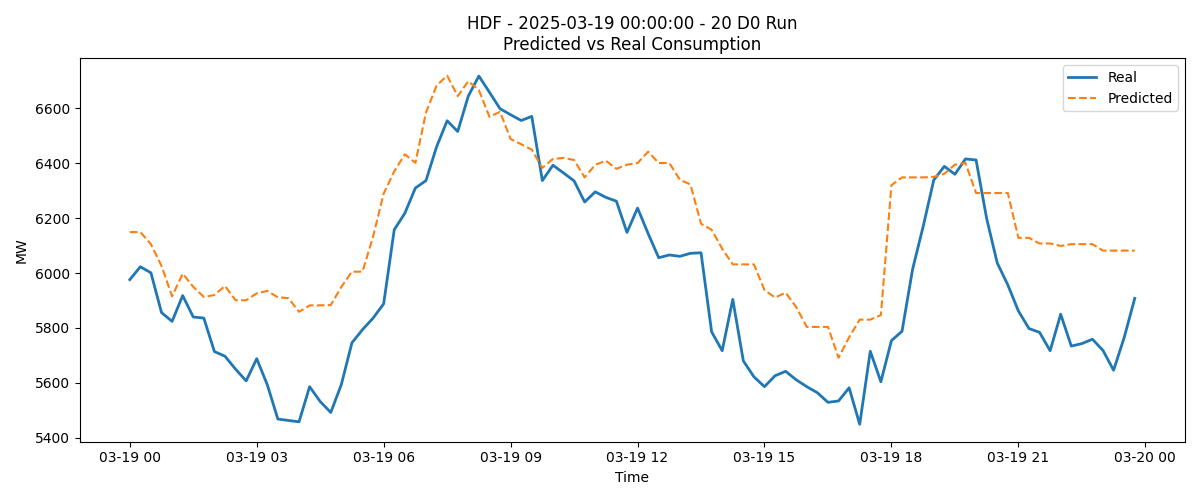 HDF - 2025-03-19 00:00:00 - 20 D0 Run
Predicted vs Real Consumption
Real
Predicted
MW
6600
6400
6200
6000
5800
5600
5400
03-19 00 03-19 03 03-19 06 03-19 09 03-19 12 03-19 15 03-19 18 03-19 21 03-20 00
Time